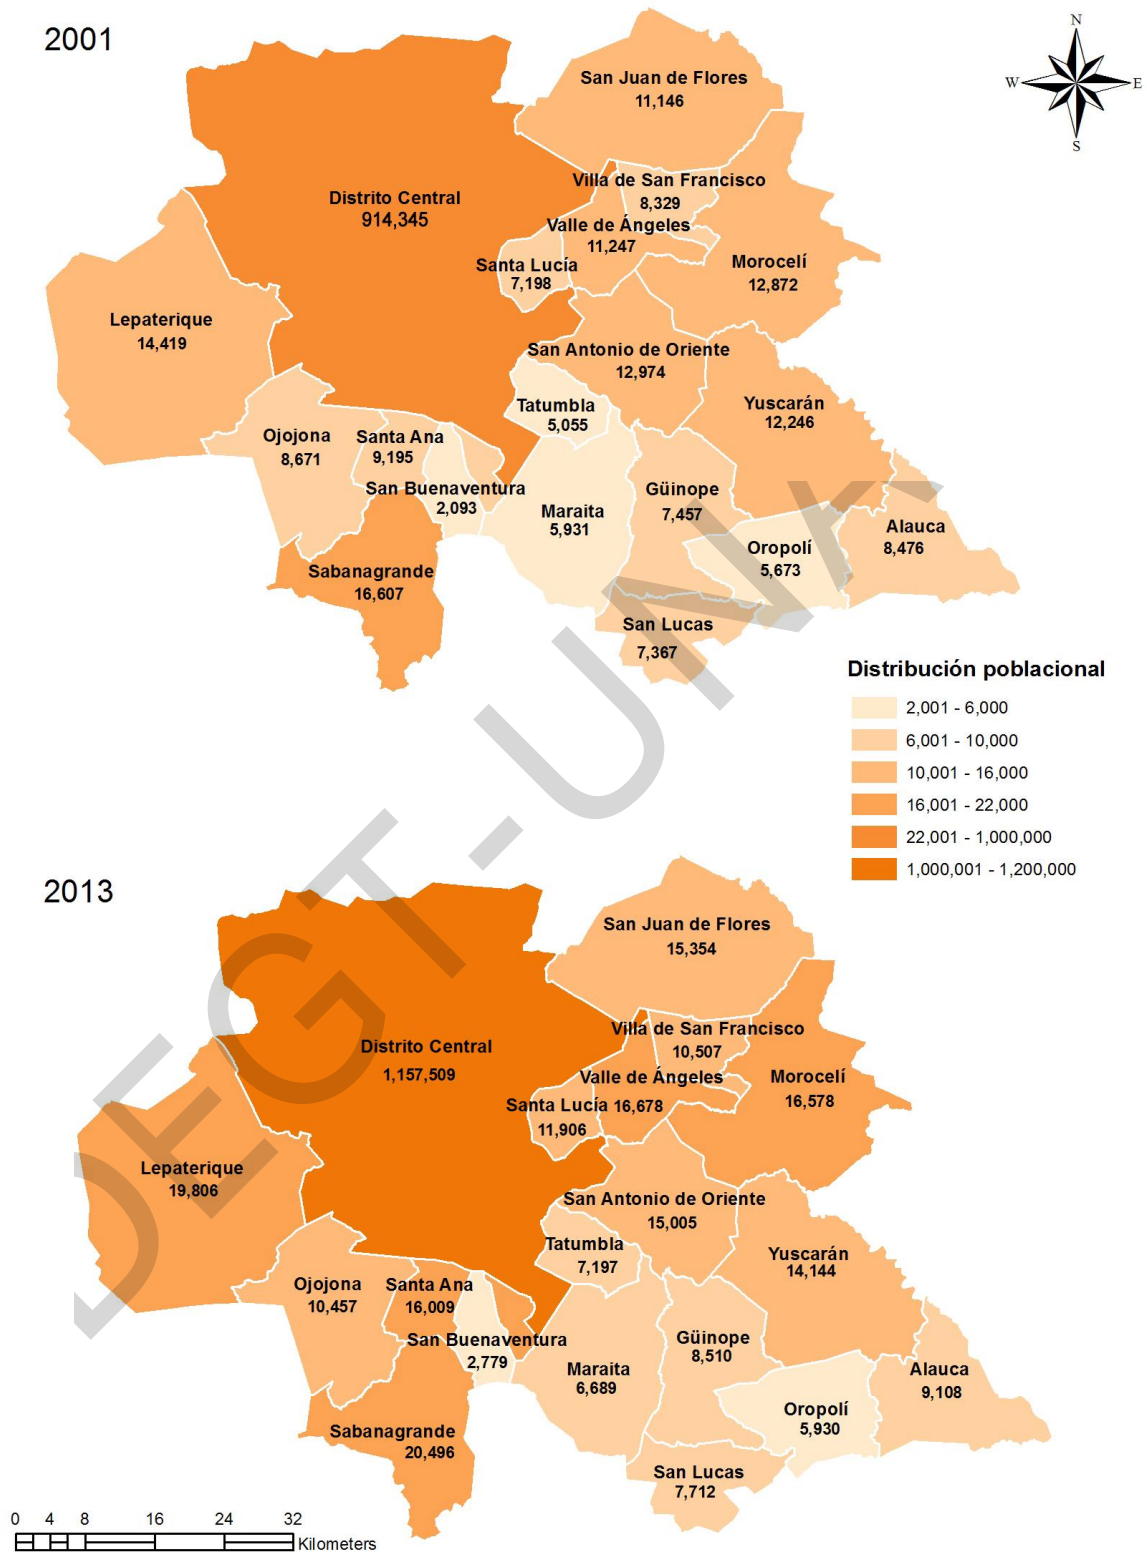 2001
N
W
E
S
San Juan de Flores
11,146
Villa de San Francisco
8,329
Distrito Central
914,345
Valle de Ángeles
11,247
Santa Lucía
7,198
Morocelí
12,872
Lepaterique
14,419
San Antonio de Oriente
12,974
Yuscarán
12,246
Tatumbla
5,055
Ojojona
8,671
Santa Ana
9,195
San Buenaventura
2,093
Maraita
5,931
Güinope
7,457
Alauca
8,476
Oropolí
5,673
Sabanagrande
16,607
San Lucas
7,367
Distribución poblacional
2,001 - 6,000
6,001 - 10,000
10,001 - 16,000
16,001 - 22,000
22,001 - 1,000,000
1,000,001 - 1,200,000
2013
San Juan de Flores
15,354
Villa de San Francisco
10,507
Distrito Central
1,157,509
Valle de Ángeles
16,678
Morocelí
16,578
Santa Lucía
11,906
Lepaterique
19,806
San Antonio de Oriente
15,005
Tatumbla
7,197
Yuscarán
14,144
Ojojona
10,457
Santa Ana
16,009
San Buenaventura
2,779
Güinope
8,510
Maraita
6,689
Alauca
9,108
Oropolí
5,930
Sabanagrande
20,496
San Lucas
7,712
0 4 8 16 24 32
Kilometers